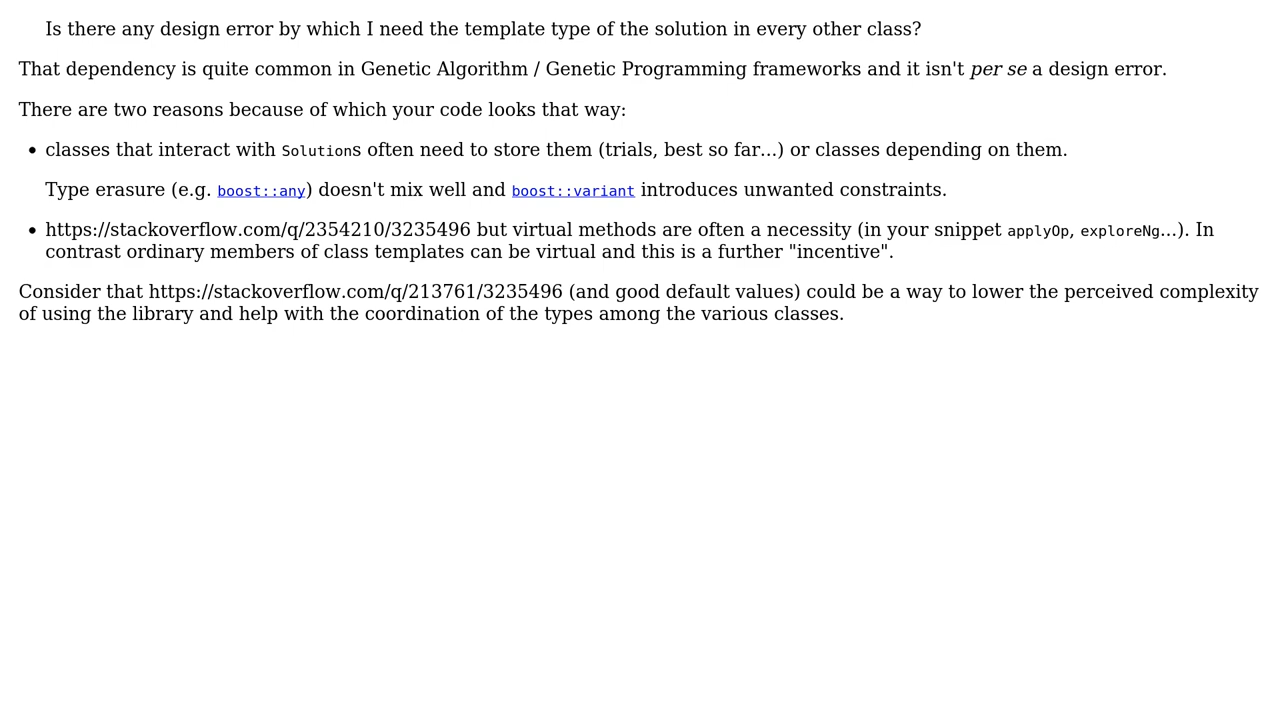 Is there any design error by which I need the template type of the solution in every other class?
That dependency is quite common in Genetic Algorithm / Genetic Programming frameworks and it isn't per se a design error.
There are two reasons because of which your code looks that way:
• classes that interact with Solutions often need to store them (trials, best so far...) or classes depending on them.
Type erasure (e.g. boost::any) doesn't mix well and boost::variant introduces unwanted constraints.
• https://stackoverflow.com/q/2354210/3235496 but virtual methods are often a necessity (in your snippet applyOp, exploreNg...). In
contrast ordinary members of class templates can be virtual and this is a further "incentive".
Consider that https://stackoverflow.com/q/213761/3235496 (and good default values) could be a way to lower the perceived complexity
of using the library and help with the coordination of the types among the various classes.